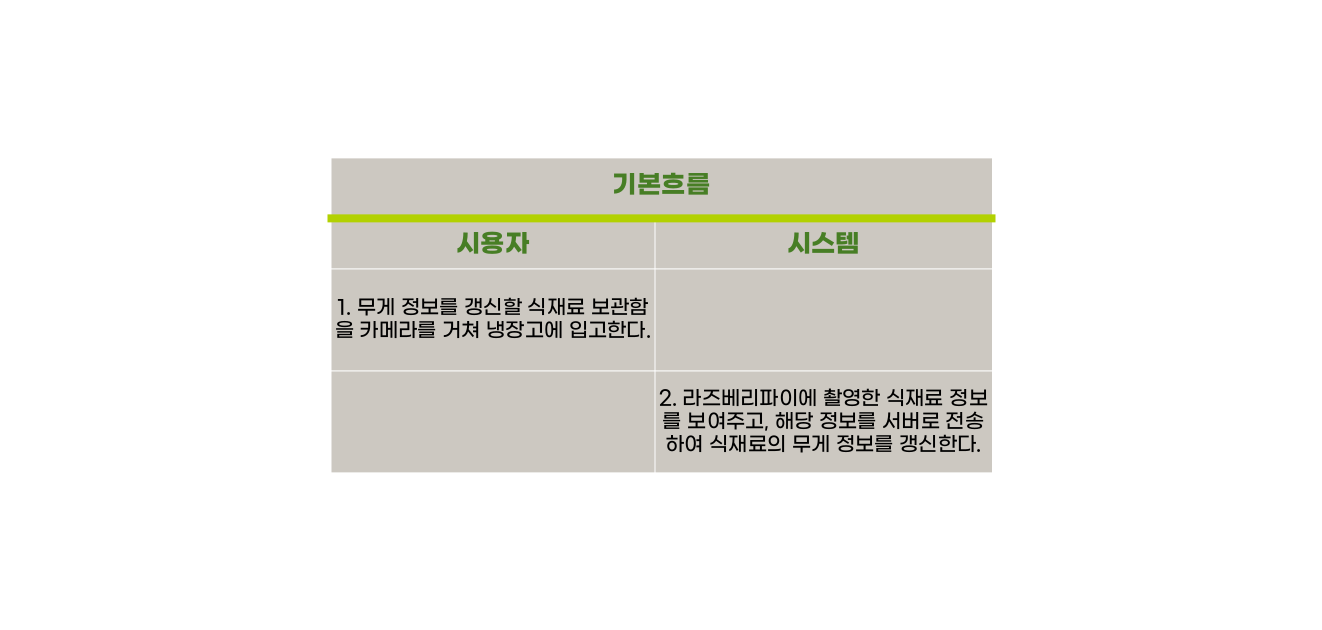 기본흐름
시용자
시스템
1. 무게 정보를 갱신할 식재료 보관함
을 카메라를 거쳐 냉장고에 입고한다.
2. 라즈베리파이에 촬영한 식재료 정보
를 보여주고, 해당 정보를 서버로 전송
하여 식재료의 무게 정보를 갱신한다.